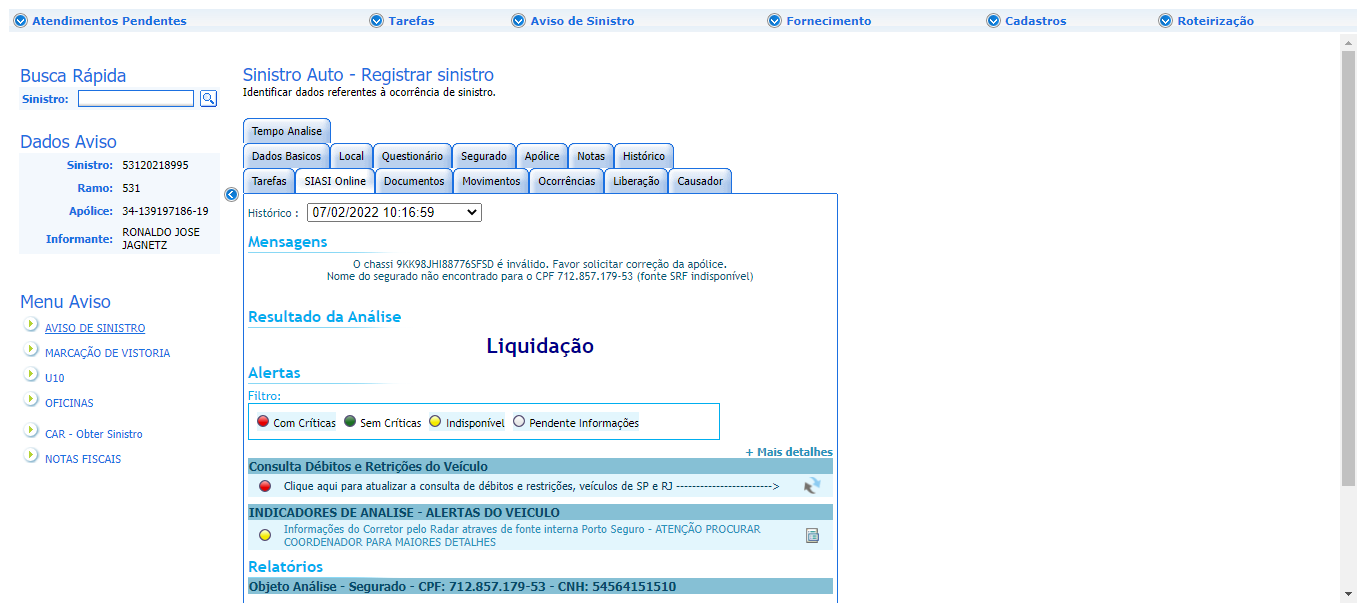 Atendimentos Pendentes Tarefas Aviso de Sinistro Fornecimento Cadastros Roteirização
Busca Rápida
Sinistro:
Dados Aviso
Sinistro: 53120218995
Ramo: 531
Apólice: 34-139197186-19
Informante: RONALDO JOSE
JAGNETZ
Menu Aviso
AVISO DE SINISTRO
MARCAÇÃO DE VISTORIA
U10
OFICINAS
CAR - Obter Sinistro
NOTAS FISCAIS
Sinistro Auto - Registrar sinistro
Identificar dados referentes à ocorrência de sinistro.
Tempo Analise
Dados Basicos Local Questionário Segurado Apólice Notas Histórico
Tarefas SIASI Online Documentos Movimentos Ocorrências Liberação Causador
Histórico : 07/02/2022 10:16:59
Mensagens
O chassi 9KK98JHI88776SFSD é inválido. Favor solicitar correção da apólice.
Nome do segurado não encontrado para o CPF 712.857.179-53 (fonte SRF indisponível)
Resultado da Análise
Liquidação
Alertas
Filtro:
Com Críticas Sem Críticas Indisponível Pendente Informações
+ Mais detalhes
Consulta Débitos e Retrições do Veículo
Clique aqui para atualizar a consulta de débitos e restrições, veículos de SP e RJ ------------------------>
INDICADORES DE ANALISE - ALERTAS DO VEICULO
Informações do Corretor pelo Radar atraves de fonte interna Porto Seguro - ATENÇÃO PROCURAR
COORDENADOR PARA MAIORES DETALHES
Relatórios
Objeto Análise - Segurado - CPF: 712.857.179-53 - CNH: 54564151510